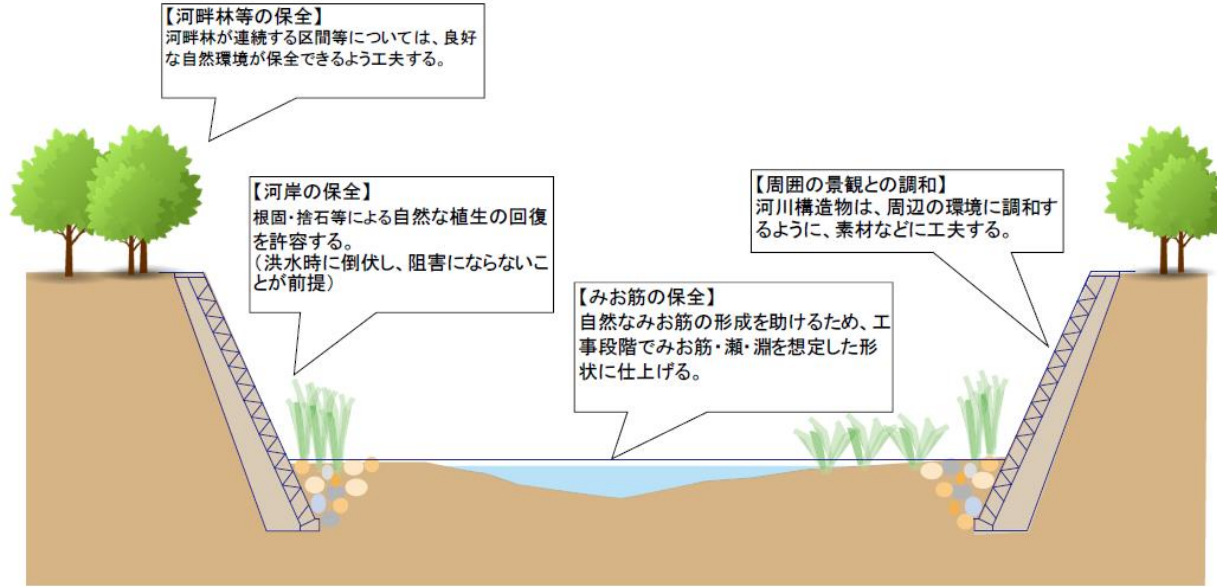 【河畔林等の保全】
河畔林が連続する区間等については、良好
な自然環境が保全できるよう工夫する。
【河岸の保全】
根固・捨石等による自然な植生の回復
を許容する。
（洪水時に倒伏し、阻害にならないこ
とが前提）
【周囲の景観との調和】
河川構造物は、周辺の環境に調和す
るように、素材などに工夫する。
【みお筋の保全】
自然なみお筋の形成を助けるため、工
事段階でみお筋・瀬・淵を想定した形
状に仕上げる。